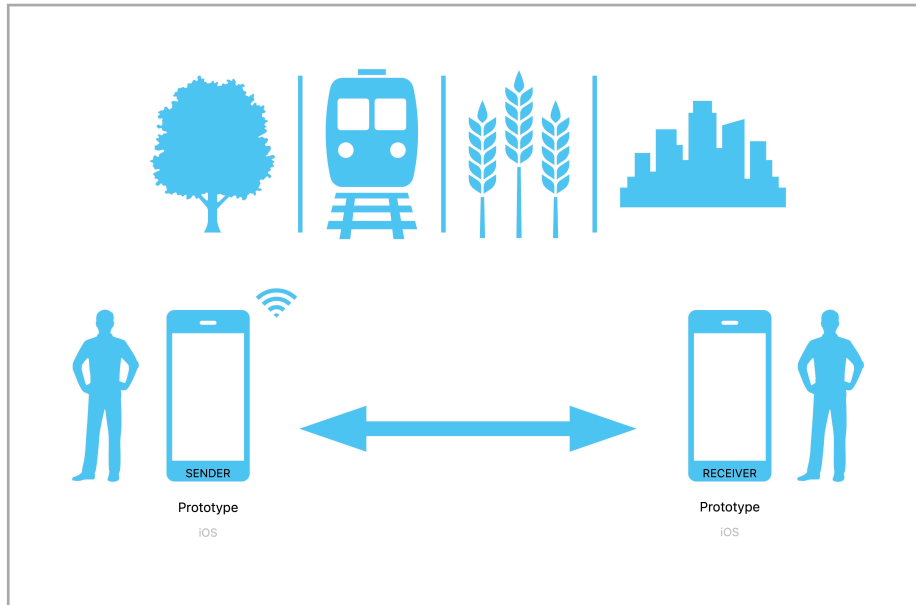 SENDER
RECEIVER
Prototype
Prototype
iOS
iOS